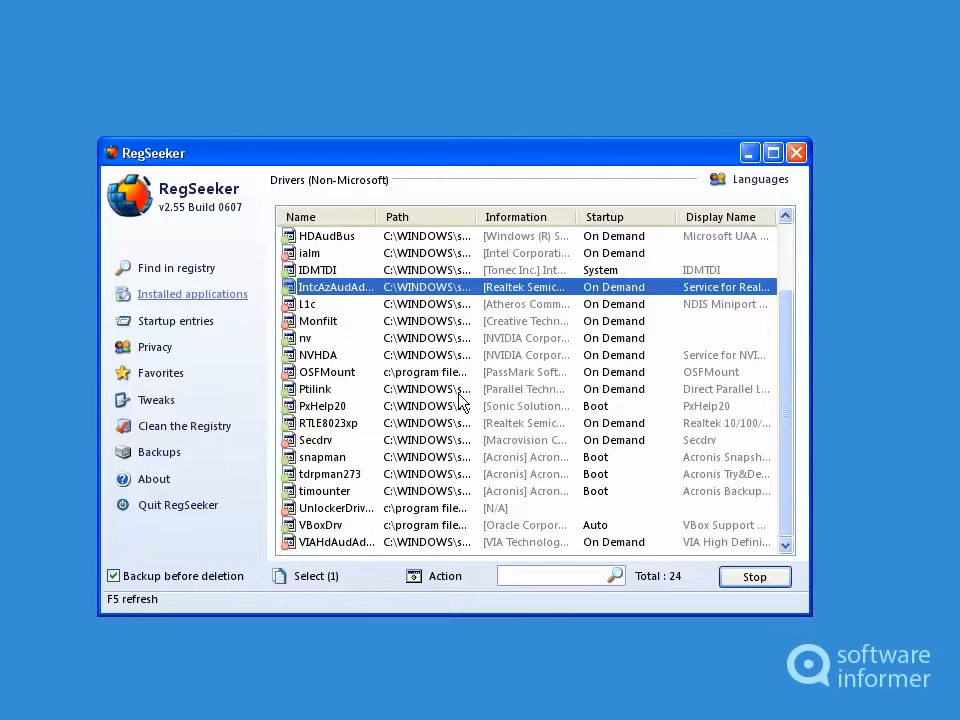 RegSeeker
RegSeeker
v2.55 Build 0607
Drivers (Non-Microsoft)
Languages
Find in registry
Installed applications
Startup entries
Privacy
Favorites
Tweaks
Clean the Registry
Backups
About
Quit RegSeeker
Name Path Information Startup Display Name
HDAudBus C:\WINDOWS\s... [Windows (R) S... On Demand Microsoft UAA ...
ialm C:\WINDOWS\s... [Intel Corporati... On Demand
IDMTDI C:\WINDOWS\s... [Tonec Inc.] Int... System IDMTDI
IntcAzAudAd... C:\WINDOWS\s... [Realtek Semic... On Demand Service for Real...
L1c C:\WINDOWS\s... [Atheros Comm... On Demand NDIS Miniport ...
Monfilt C:\WINDOWS\s... [Creative Techn... On Demand
nv C:\WINDOWS\s... [NVIDIA Corpor... On Demand
NVHDA C:\WINDOWS\s... [NVIDIA Corpor... On Demand Service for NVI...
OSFMount c:\program file... [PassMark Soft... On Demand OSFMount
Ptilink C:\WINDOWS\s... [Parallel Techn... On Demand Direct Parallel L...
PxHelp20 C:\WINDOWS\s... [Sonic Solution... Boot PxHelp20
RTLE8023xp C:\WINDOWS\s... [Realtek Semic... On Demand Realtek 10/100/...
Secdrv C:\WINDOWS\s... [Macrovision C... On Demand Secdrv
snapman C:\WINDOWS\s... [Acronis] Acron... Boot Acronis Snapsh...
tdrpman273 C:\WINDOWS\s... [Acronis] Acron... Boot Acronis Try&De...
timounter C:\WINDOWS\s... [Acronis] Acron... Boot Acronis Backup...
UnlockerDriv... c:\program file... [N/A]
VBoxDrv c:\program file... [Oracle Corpor... Auto VBox Support ...
VIAHdAudAd... C:\WINDOWS\s... [VIA Technolog... On Demand VIA High Defini...
Backup before deletion Select (1) Action Total : 24 Stop
F5 refresh
software
informer